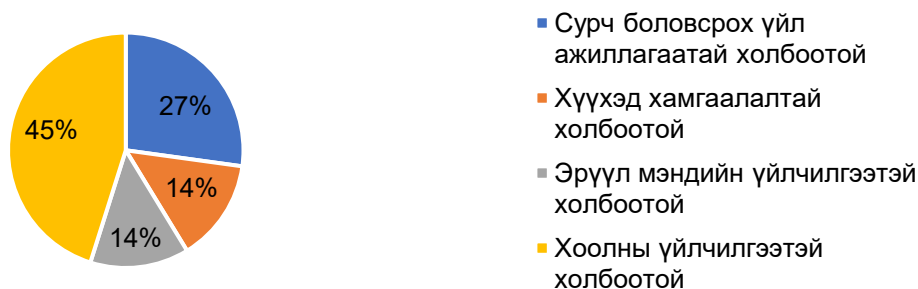 27%
14%
14%
45%
Сурч боловсрох үйл
ажиллагаатай холбоотой
Хүүхэд хамгаалалтай
холбоотой
Эрүүл мэндийн үйлчилгээтэй
холбоотой
Хоолны үйлчилгээтэй
холбоотой